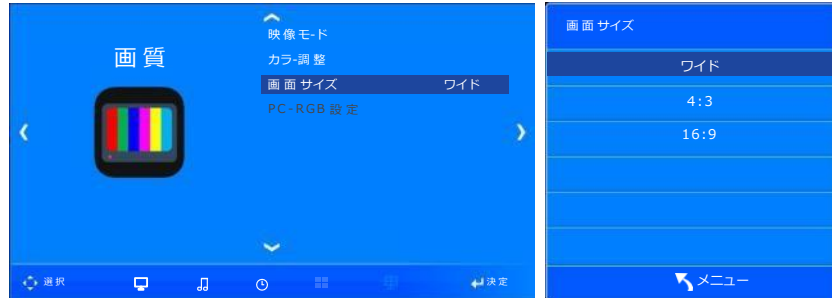 画質
映像モ-ド
カラ-調整
画面サイズ ワイド
PC-RGB設定
選択
決定
画面サイズ
ワイド
4:3
16:9
メニュー